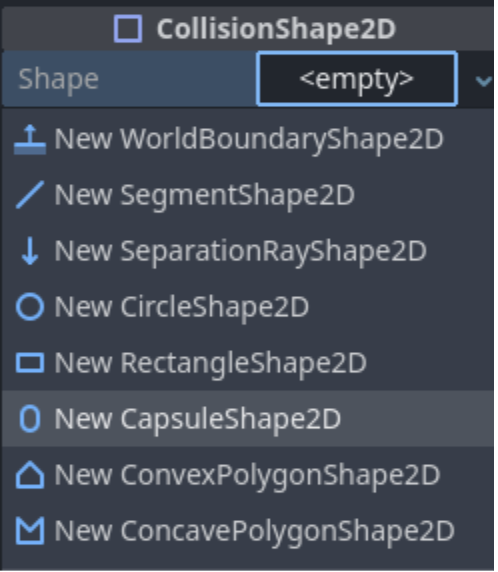 CollisionShape2D
Shape <empty>
New WorldBoundaryShape2D
New SegmentShape2D
New SeparationRayShape2D
New CircleShape2D
New RectangleShape2D
New CapsuleShape2D
New ConvexPolygonShape2D
New ConcavePolygonShape2D